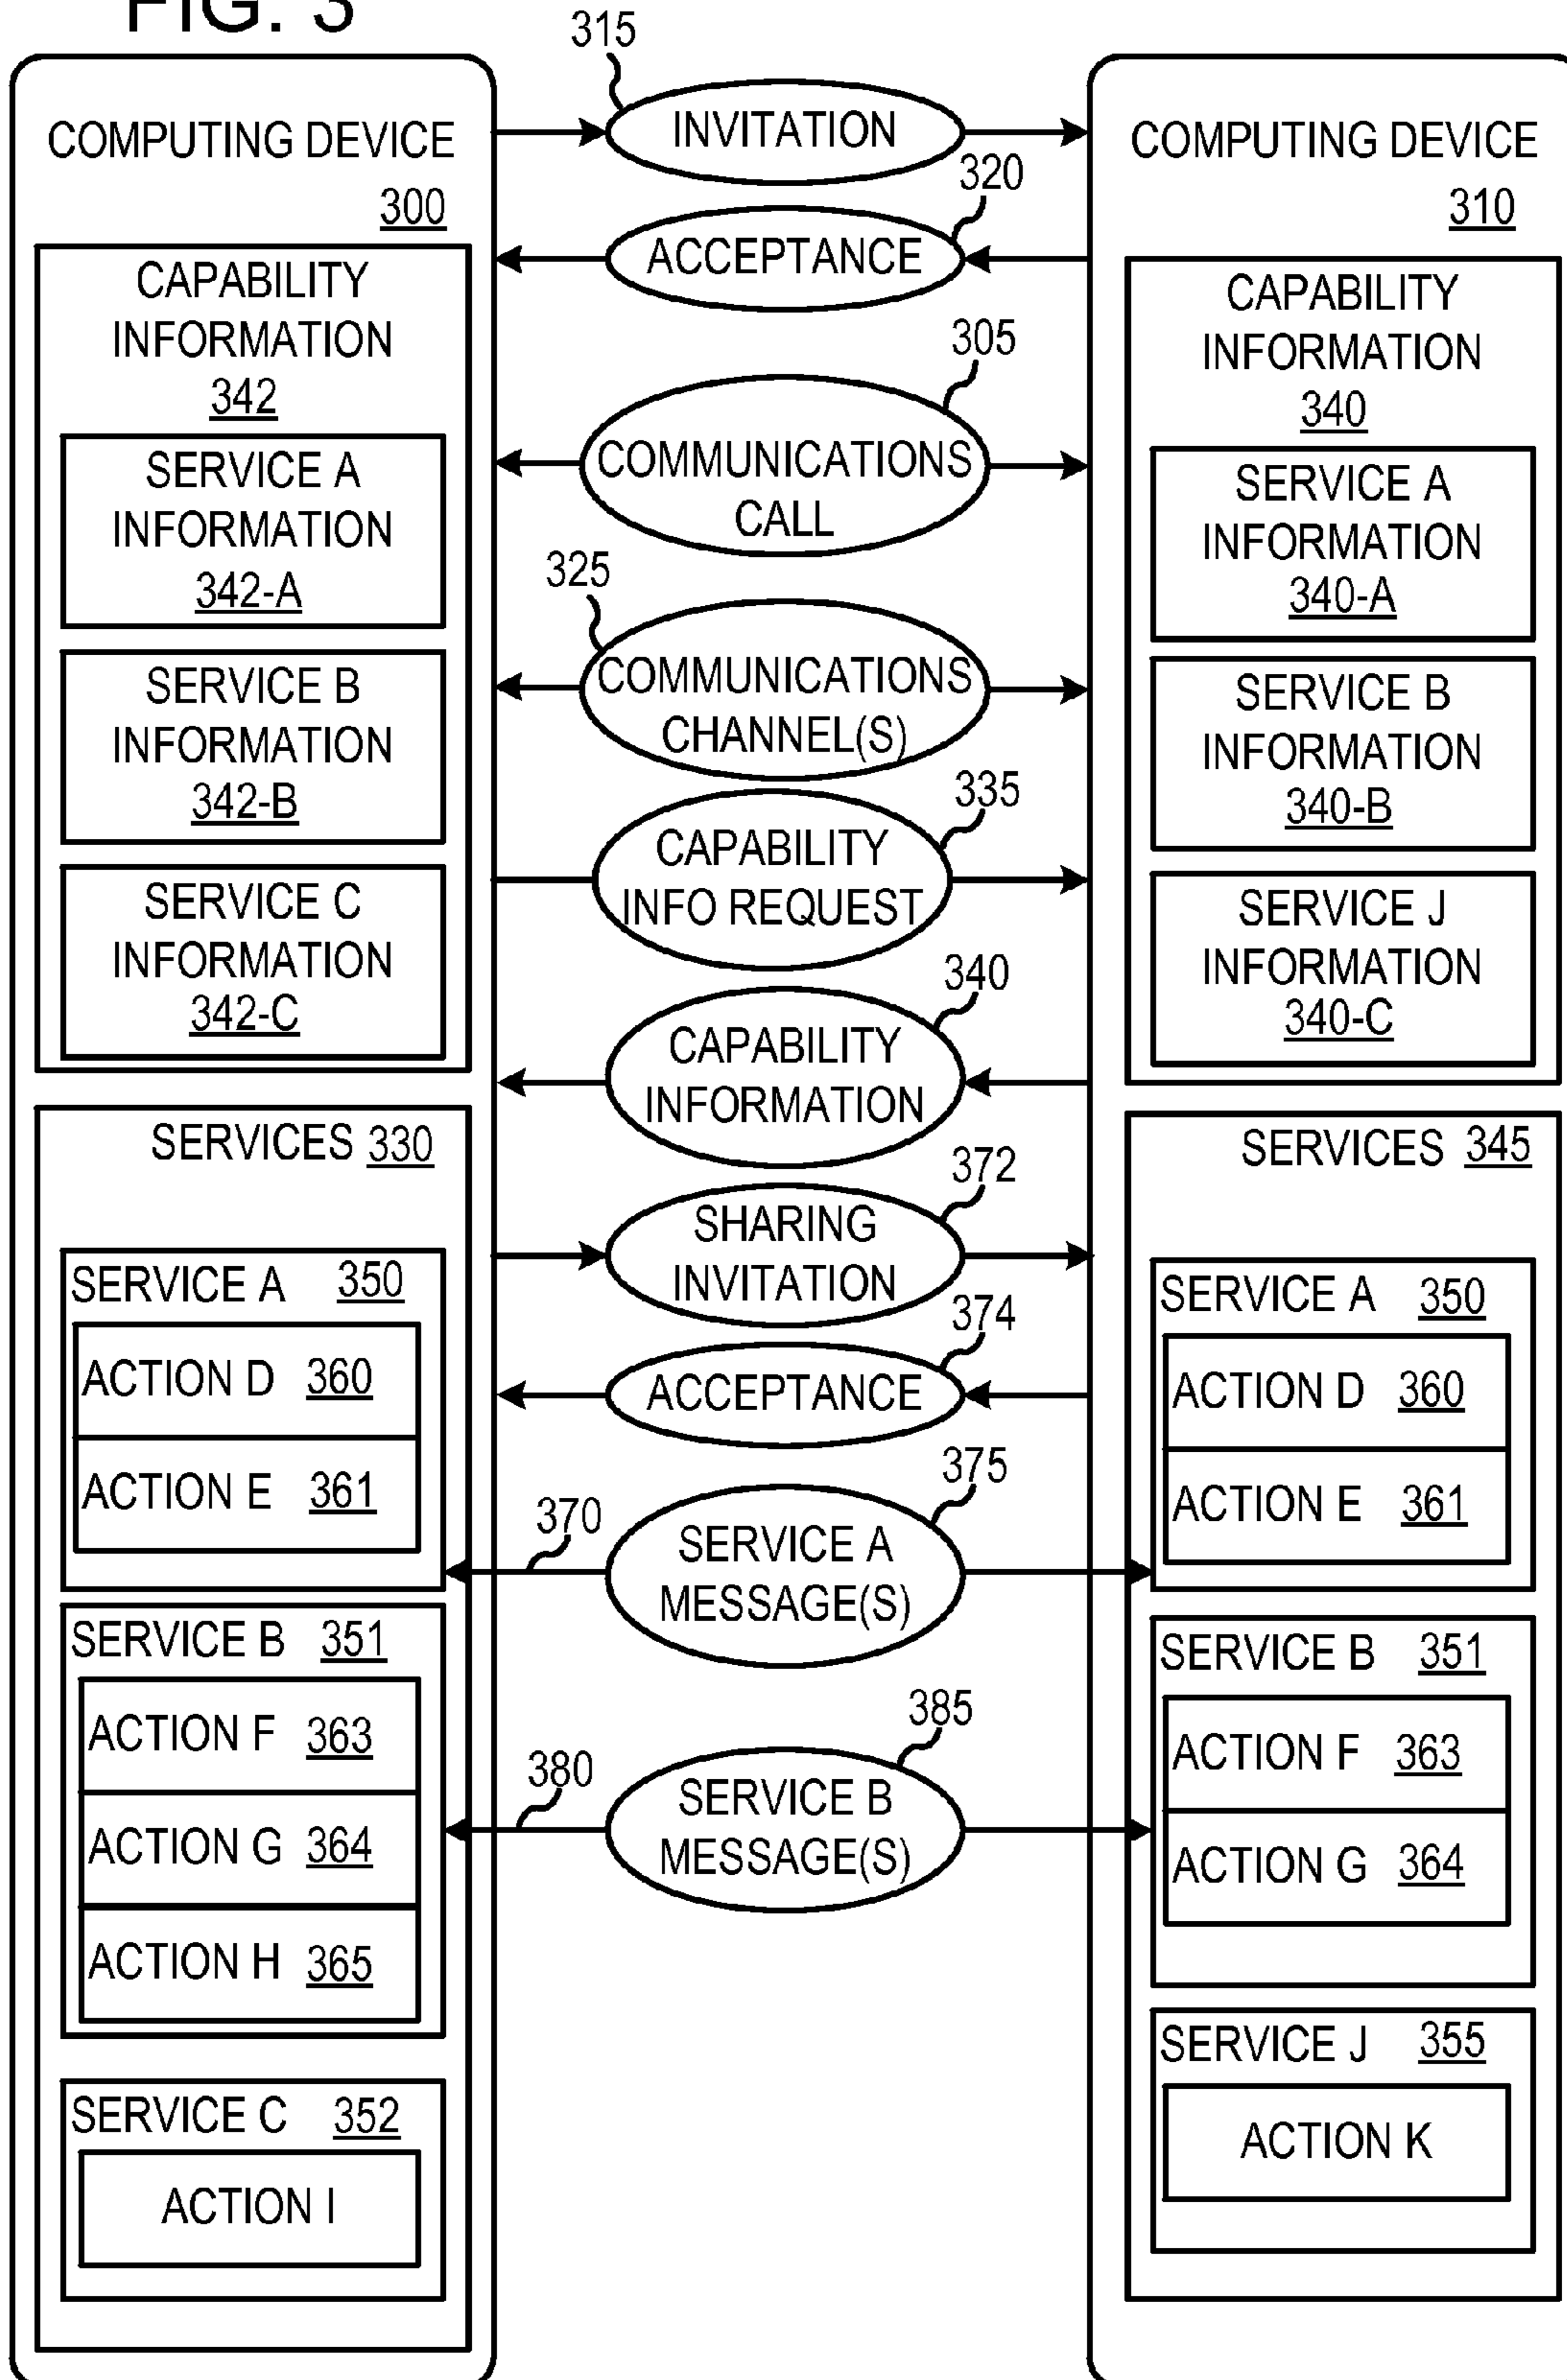 FIG. 3
COMPUTING DEVICE
300
CAPABILITY
INFORMATION
342
SERVICE A
INFORMATION
342-A
SERVICE B
INFORMATION
342-B
SERVICE C
INFORMATION
342-C
SERVICES 330
SERVICE A 350
ACTION D 360
ACTION E 361
SERVICE B 351
ACTION F 363
ACTION G 364
ACTION H 365
SERVICE C 352
ACTION I
315
INVITATION
320
ACCEPTANCE
305
COMMUNICATIONS
CALL
325
COMMUNICATIONS
CHANNEL(S)
335
CAPABILITY
INFO REQUEST
340
CAPABILITY
INFORMATION
372
SHARING
INVITATION
374
ACCEPTANCE
375
370
SERVICE A
MESSAGE(S)
385
380
SERVICE B
MESSAGE(S)
COMPUTING DEVICE
310
CAPABILITY
INFORMATION
340
SERVICE A
INFORMATION
340-A
SERVICE B
INFORMATION
340-B
SERVICE J
INFORMATION
340-C
SERVICES 345
SERVICE A 350
ACTION D 360
ACTION E 361
SERVICE B 351
ACTION F 363
ACTION G 364
SERVICE J 355
ACTION K